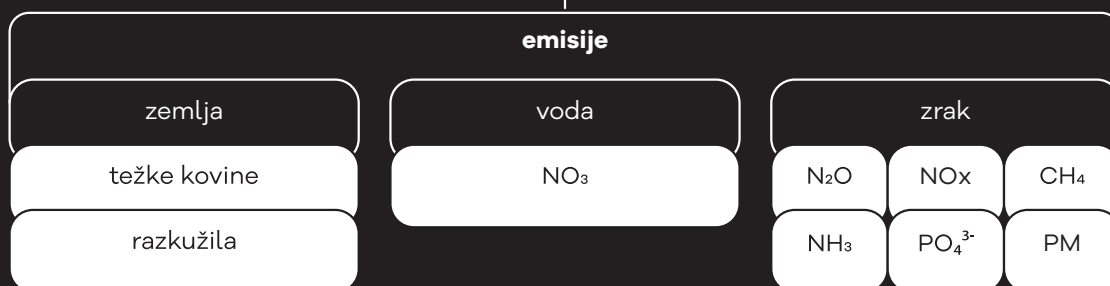 emisije
zemlja
težke kovine
razkužila
voda
NO₃
zrak
N₂O NOx CH₄
NH₃ PO₄³⁻ PM